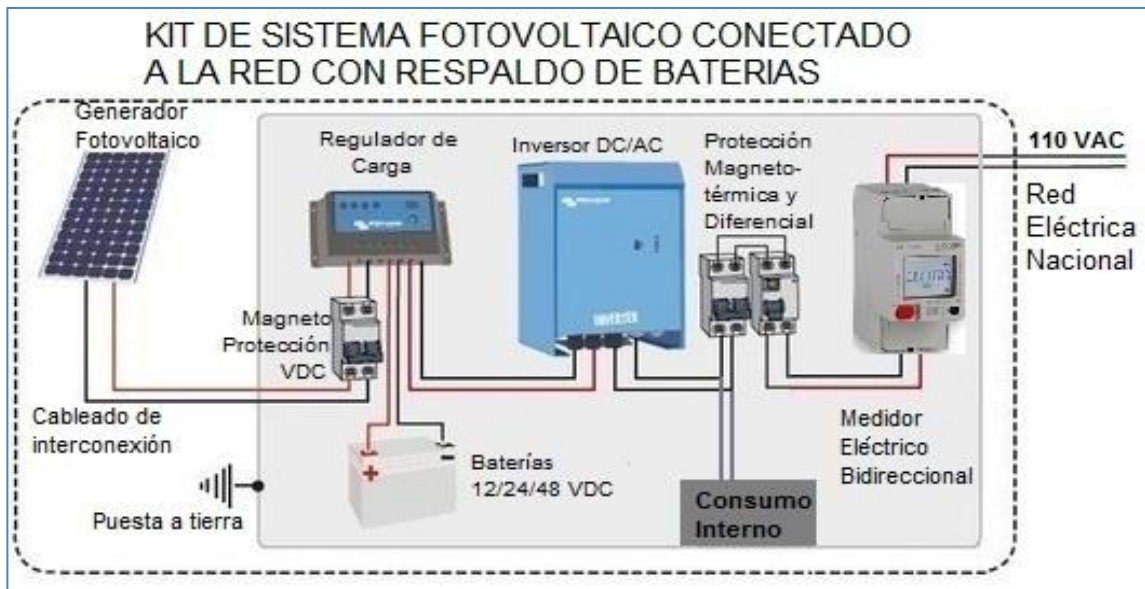 KIT DE SISTEMA FOTOVOLTAICO CONECTADO
A LA RED CON RESPALDO DE BATERIAS
Generador
Fotovoltaico
Regulador de
Carga
Inversor DC/AC
Protección
Magneto-
térmica y
Diferencial
110 VAC
Red
Eléctrica
Nacional
Magneto
Protección
VDC
Cableado de
interconexión
Baterías
12/24/48 VDC
Medidor
Eléctrico
Bidireccional
Consumo
Interno
Puesta a tierra